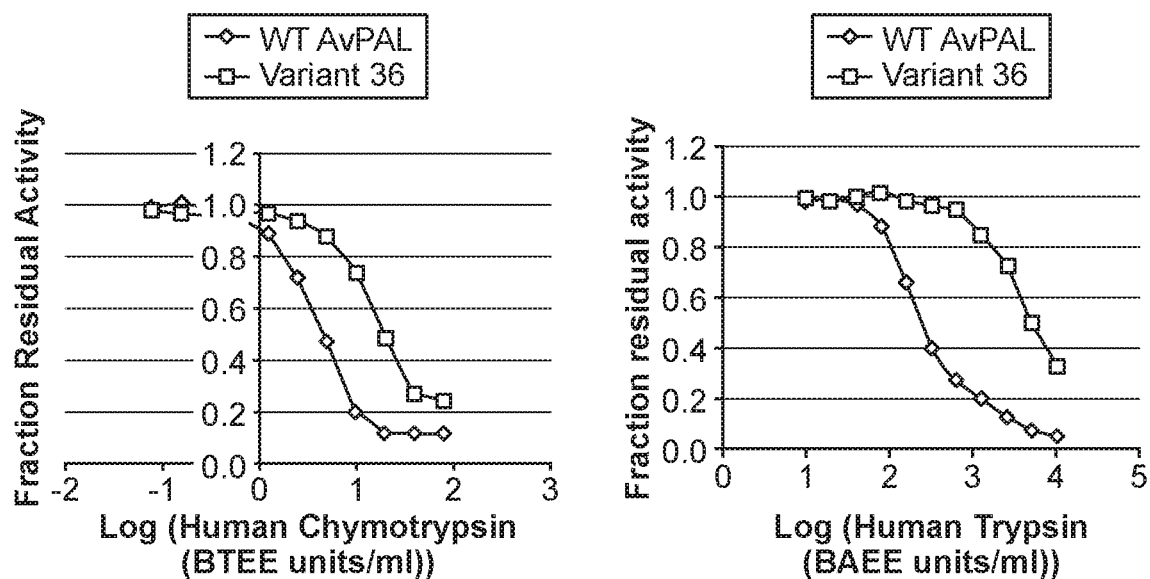 WT AvPAL
Variant 36
Fraction Residual Activity
1.2
1.0
0.8
0.6
0.4
0.2
0.0
-2 -1 0 1 2 3
Log (Human Chymotrypsin
(BTEE units/ml))
WT AvPAL
Variant 36
Fraction residual activity
1.2
1.0
0.8
0.6
0.4
0.2
0.0
0 1 2 3 4 5
Log (Human Trypsin
(BAEE units/ml))